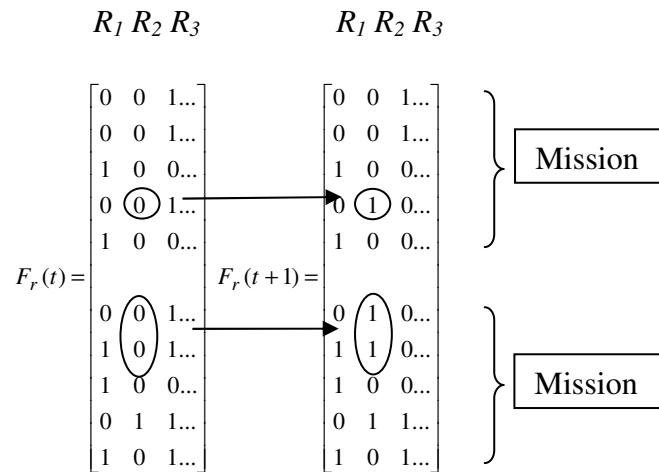 R1 R2 R3 R1 R2 R3
0 0 1... 0 0 1...
0 0 1... 0 0 1...
Mission
1 0 0... 1 0 0...
0 0 1... 0 1 0...
1 0 0... 1 0 0...
Fr(t)= Fr(t+1)=
0 0 1... 0 1 0...
1 0 1... 1 1 0...
1 0 0... 1 0 0...
Mission
0 1 1... 0 1 1...
1 0 1... 1 0 1...